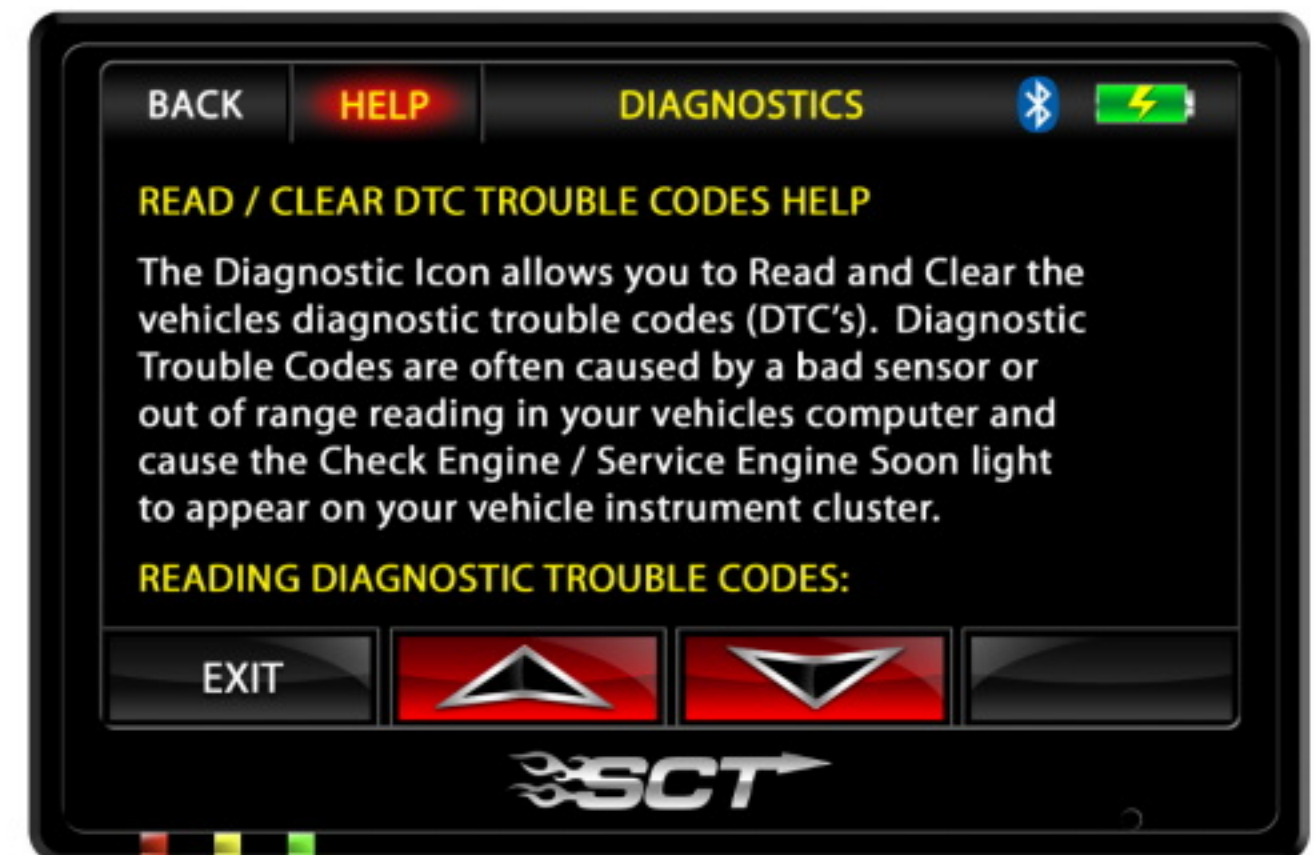 BACK HELP DIAGNOSTICS
READ / CLEAR DTC TROUBLE CODES HELP
The Diagnostic Icon allows you to Read and Clear the
vehicles diagnostic trouble codes (DTC's). Diagnostic
Trouble Codes are often caused by a bad sensor or
out of range reading in your vehicles computer and
cause the Check Engine / Service Engine Soon light
to appear on your vehicle instrument cluster.
READING DIAGNOSTIC TROUBLE CODES:
EXIT
SCT